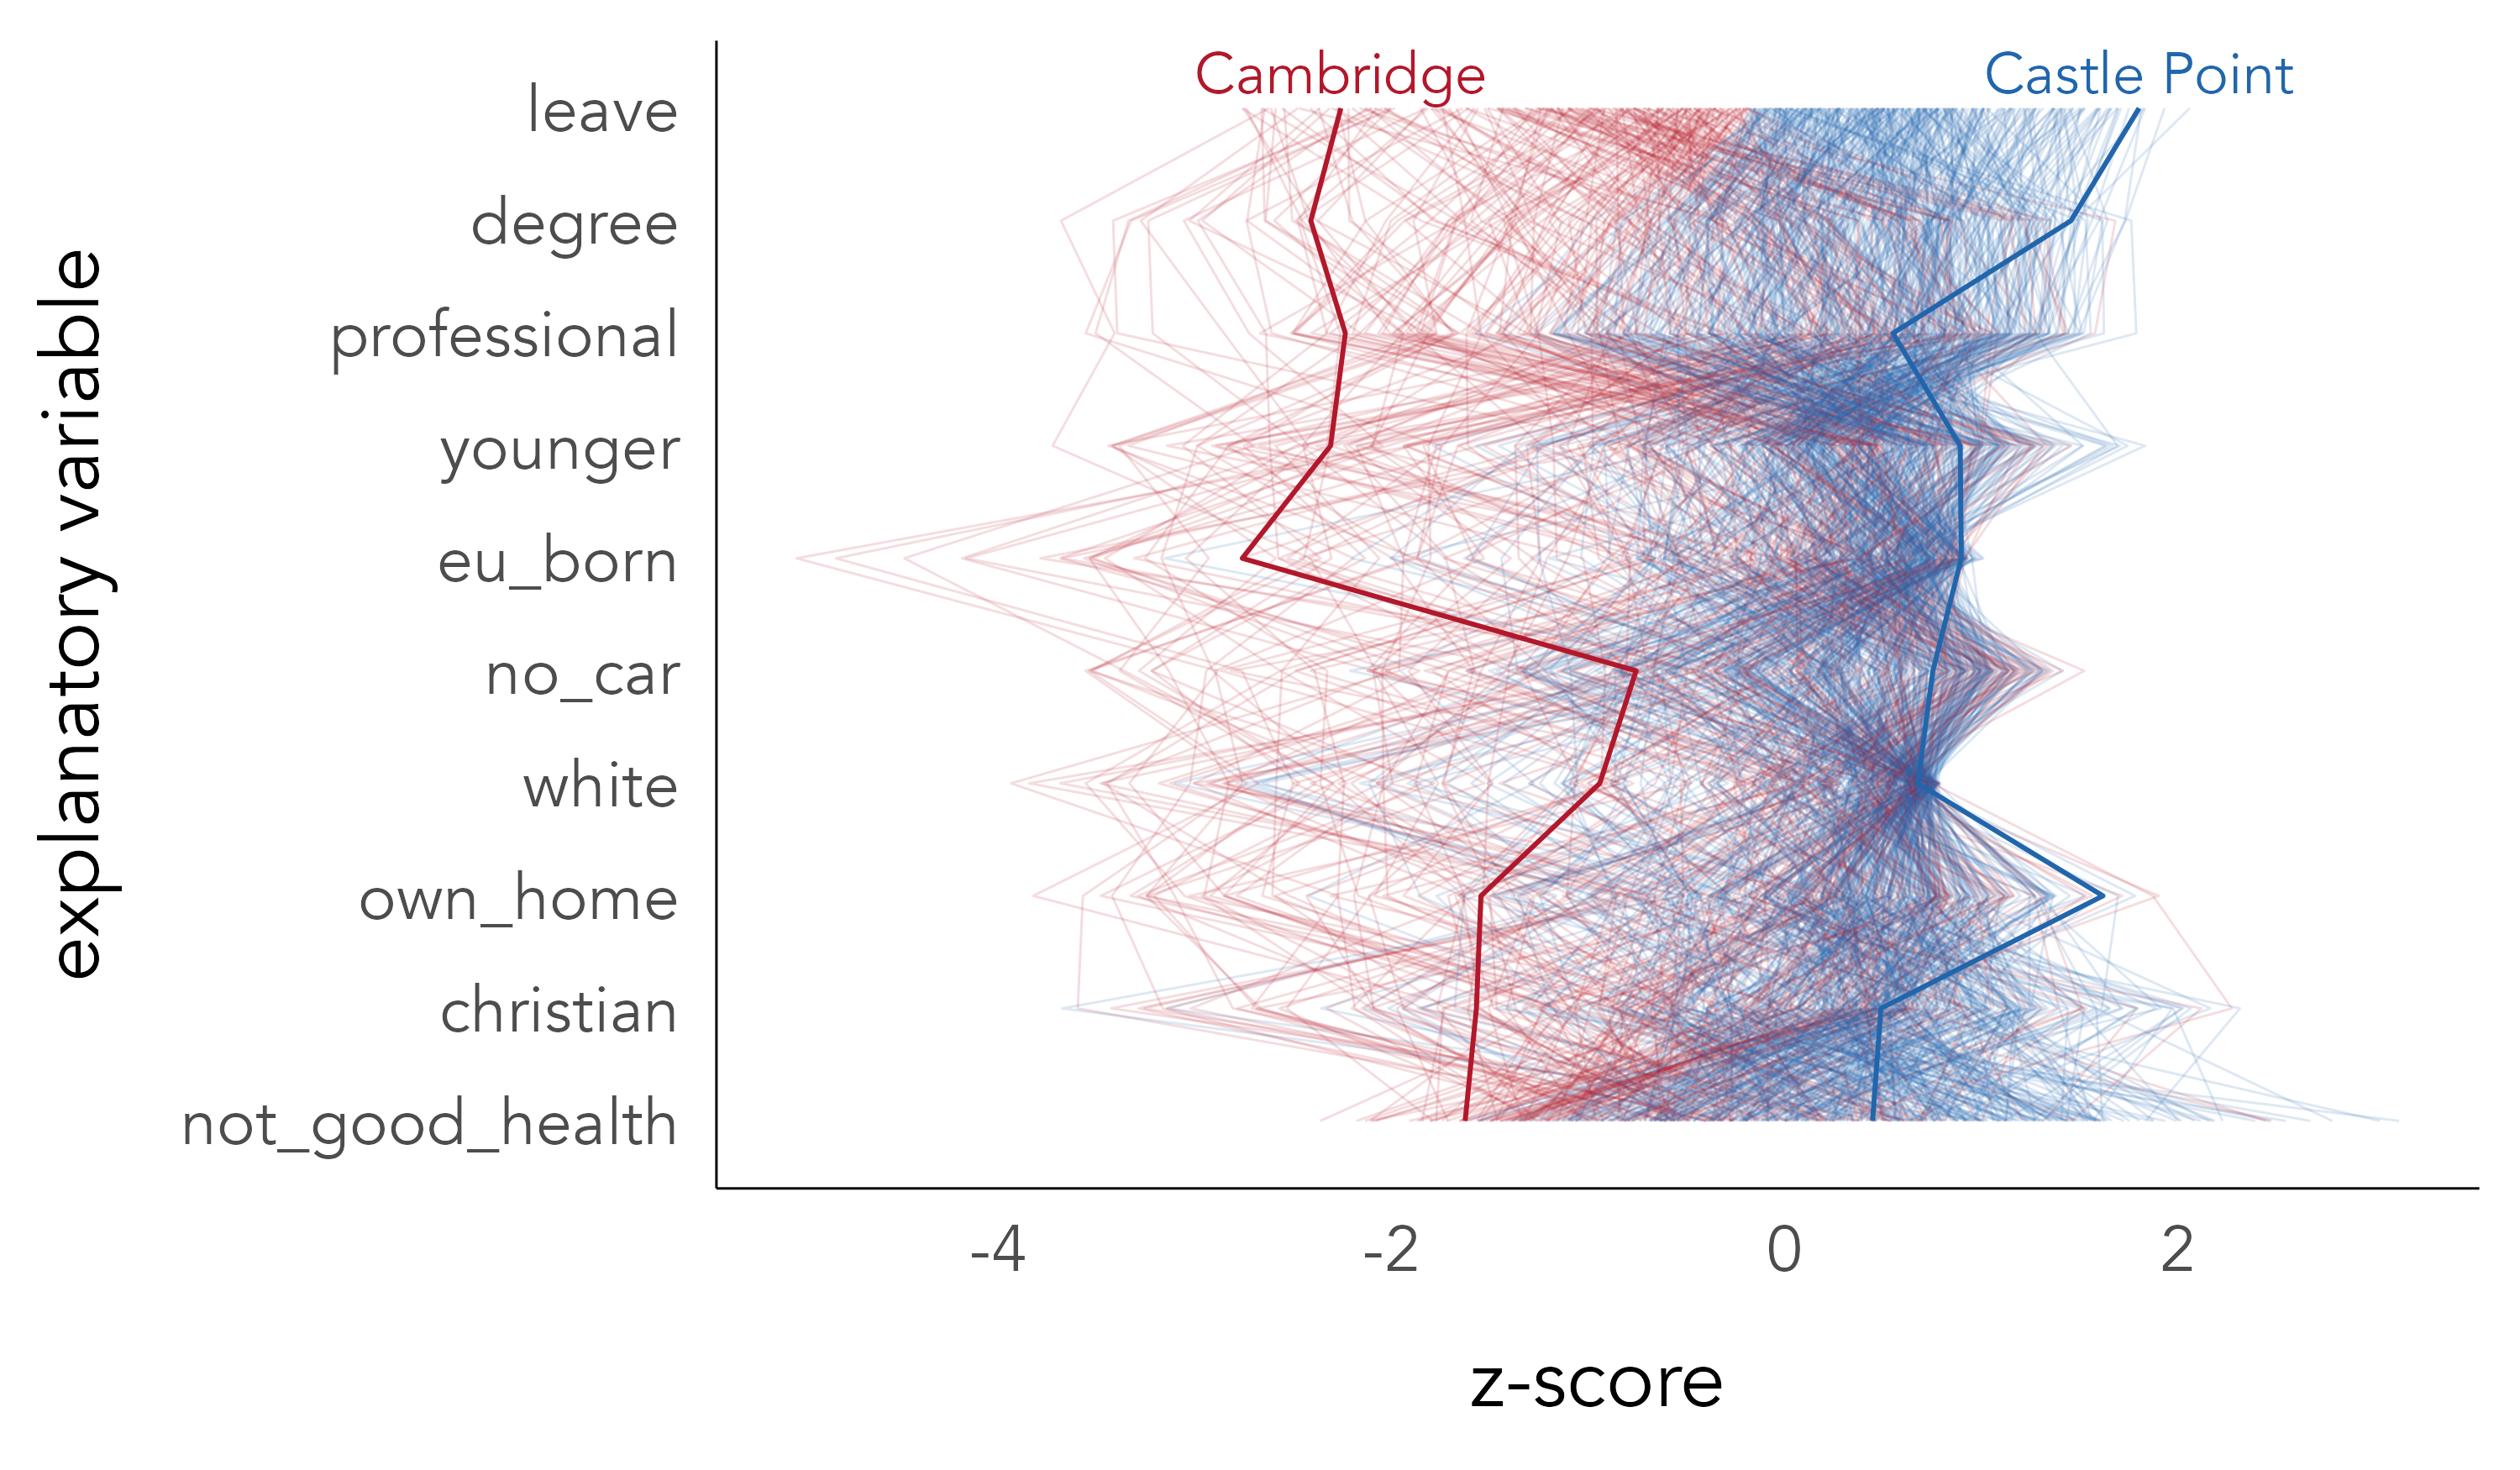 Cambridge
Castle Point
leave
degree
professional
younger
eu_born
no_car
white
own_home
christian
not_good_health
explanatory variable
-4 -2 0 2
z-score